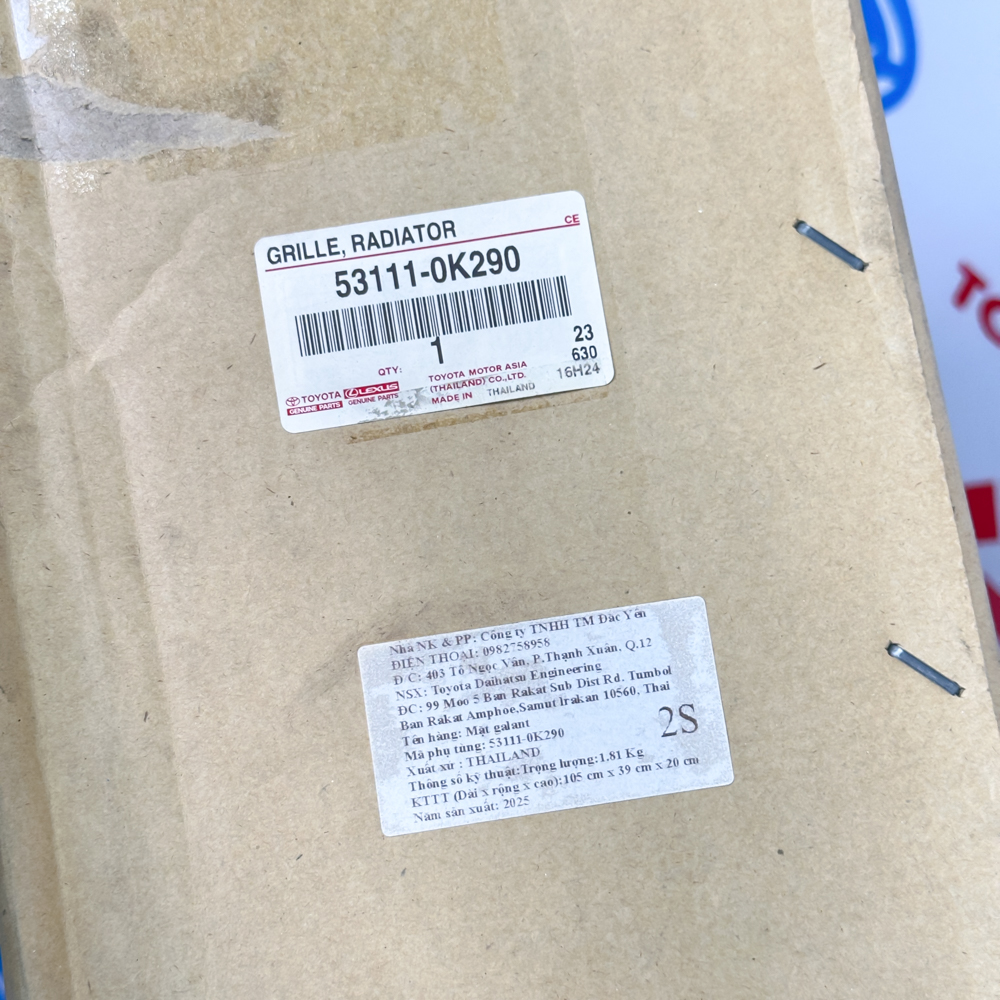 GRILLE, RADIATOR
CE
53111-0K290
1
23
630
16H24
QTY:
TOYOTA
GENUINE PARTS
LEXUS
GENUINE PARTS
TOYOTA MOTOR ASIA
(THAILAND) CO.,LTD.
MADE IN THAILAND
Nhà NK & PP: Công ty TNHH TM Đắc Yến
ĐIỆN THOẠI: 0982758958
Đ C: 403 Tô Ngọc Vân, P.Thạnh Xuân, Q.12
NSX: Toyota Daihatsu Engineering
ĐC: 99 Moo 5 Ban Rakat Sub Dist Rd. Tumbol
Ban Rakat Amphoe,Samut Irakan 10560, Thai
Tên hàng: Mặt galant
Mã phụ tùng: 53111-0K290
Xuất xứ : THAILAND
Thông số kỹ thuật:Trọng lượng:1,81 Kg
KTTT (Dài x rộng x cao):105 cm x 39 cm x 20 cm
Năm sản xuất: 2025
2S